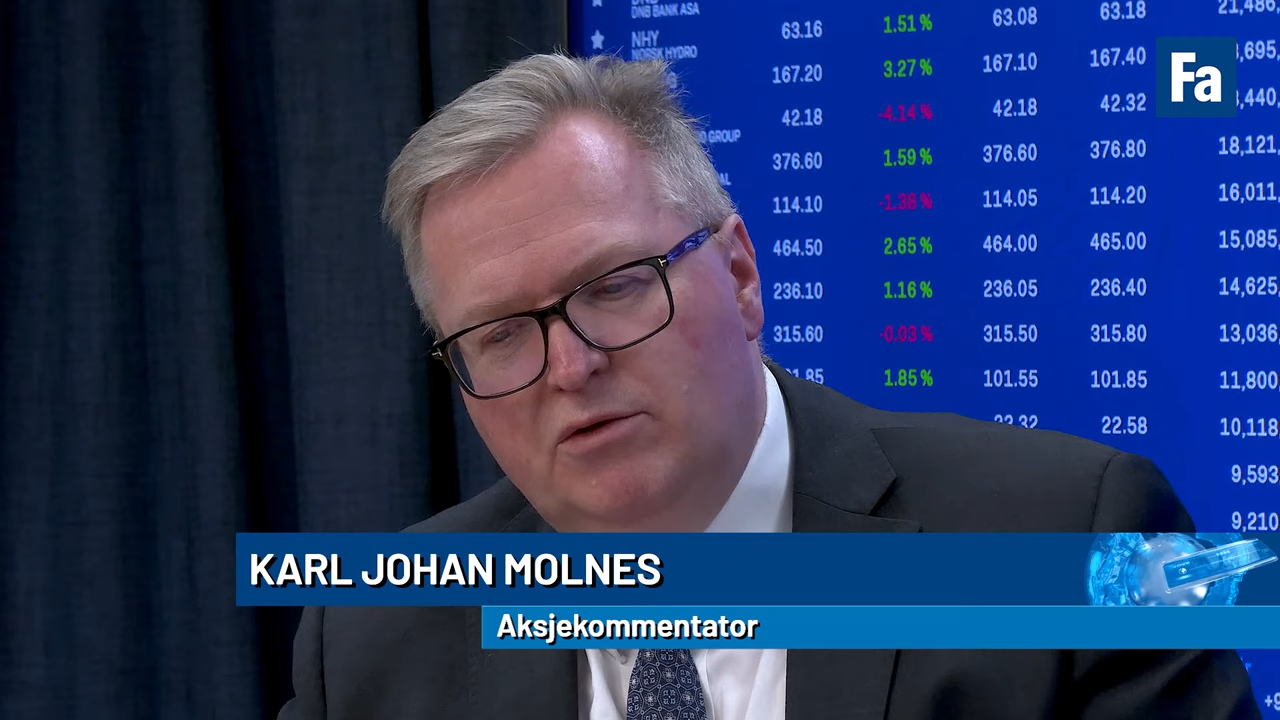 DNB BANK ASA
63.16 1.51 % 63.08 63.18 21,486,
NHY
NORSK HYDRO
167.20 3.27 % 167.10 167.40 695,
Fa
42.18 -4.14 % 42.18 42.32 440,
GROUP
376.60 1.59 % 376.60 376.80 18,121,
114.10 -1.38 % 114.05 114.20 16,011,
464.50 2.65 % 464.00 465.00 15,085,
236.10 1.16 % 236.05 236.40 14,625,
315.60 -0.03 % 315.50 315.80 13,036,
1.85 % 101.55 101.85 11,800
22.58 10,118
9,593
9,210
KARL JOHAN MOLNES
Aksjekommentator